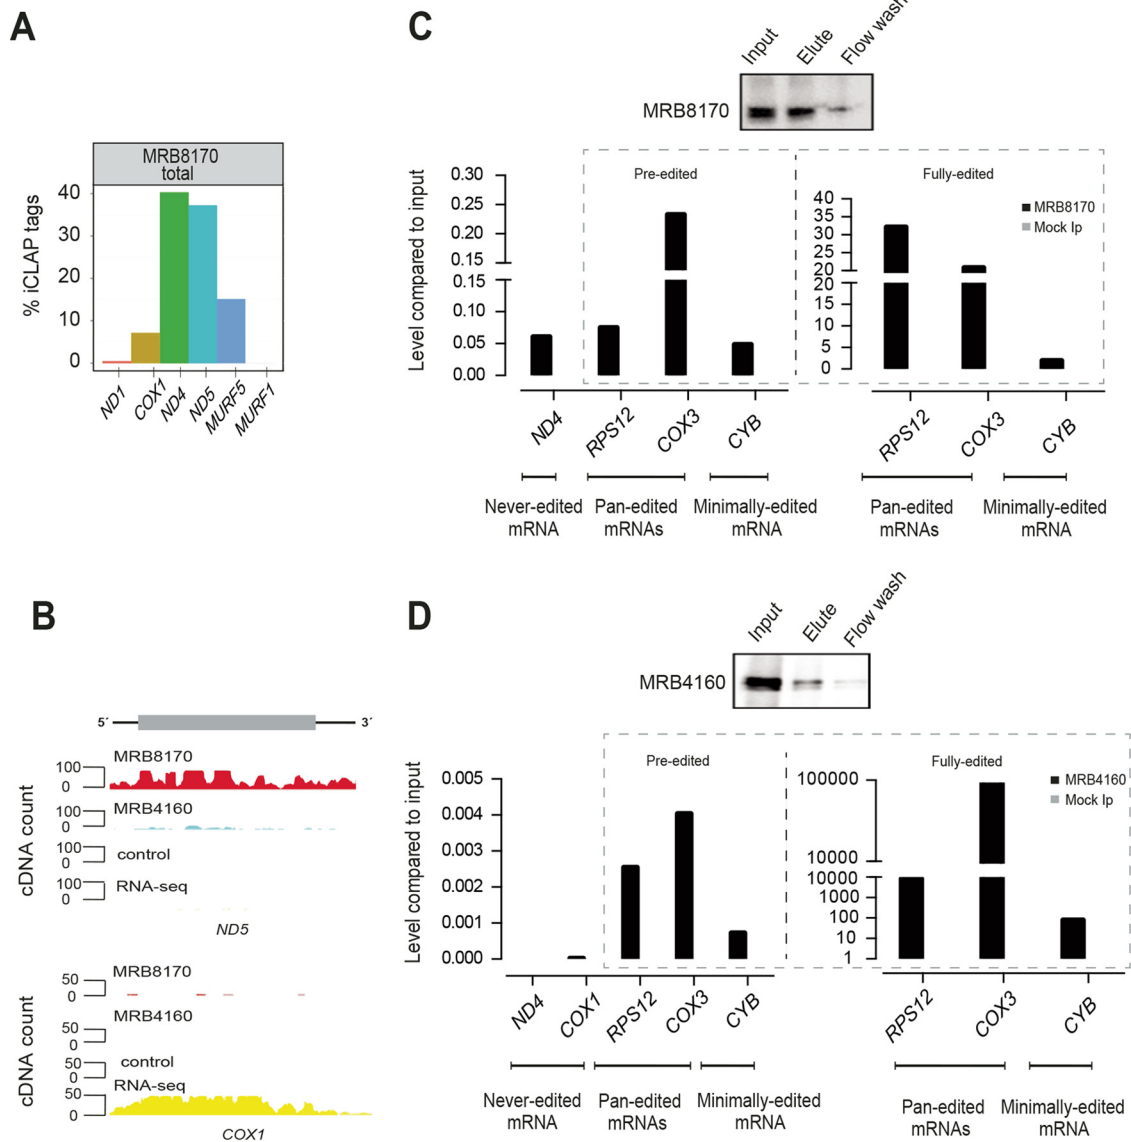 A
MRB8170
total
% iCLAP tags
40
30
20
10
0
ND1
COX1
ND4
ND5
MURF5
MURF1
C
Input
Elute
Flow wash
MRB8170
Level compared to input
0.30
0.25
0.20
0.15
0.15
0.10
0.05
0.00
Pre-edited
Fully-edited
40
35
30
25
20
20
15
10
5
0
MRB8170
Mock Ip
ND4
RPS12
COX3
CYB
RPS12
COX3
CYB
Never-edited
mRNA
Pan-edited
mRNAs
Minimally-edited
mRNA
Pan-edited
mRNAs
Minimally-edited
mRNA
B
5´
3´
cDNA count
MRB8170
100
0
MRB4160
100
0
control
100
0
RNA-seq
100
0
ND5
cDNA count
MRB8170
50
0
MRB4160
50
0
control
50
0
RNA-seq
50
0
COX1
D
Input
Elute
Flow wash
MRB4160
Level compared to input
0.005
0.004
0.003
0.002
0.001
0.000
Pre-edited
Fully-edited
100000
10000
10000
1000
100
10
1
MRB4160
Mock Ip
ND4
COX1
RPS12
COX3
CYB
RPS12
COX3
CYB
Never-edited
mRNA
Pan-edited
mRNAs
Minimally-edited
mRNA
Pan-edited
mRNAs
Minimally-edited
mRNA